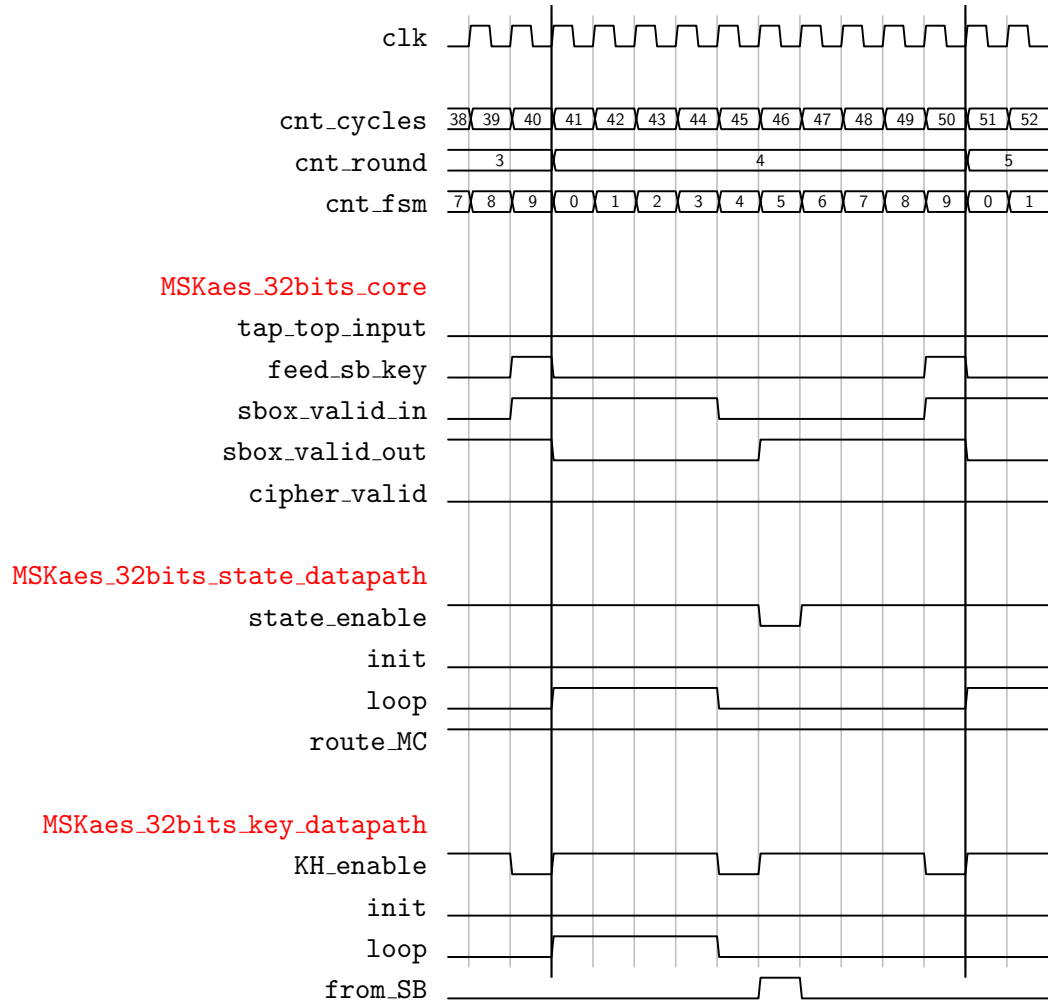 clk
cnt_cycles 38 39 40 41 42 43 44 45 46 47 48 49 50 51 52
cnt_round 3 4 5
cnt_fsm 7 8 9 0 1 2 3 4 5 6 7 8 9 0 1
MSKaes_32bits_core
tap_top_input
feed_sb_key
sbox_valid_in
sbox_valid_out
cipher_valid
MSKaes_32bits_state_datapath
state_enable
init
loop
route_MC
MSKaes_32bits_key_datapath
KH_enable
init
loop
from_SB